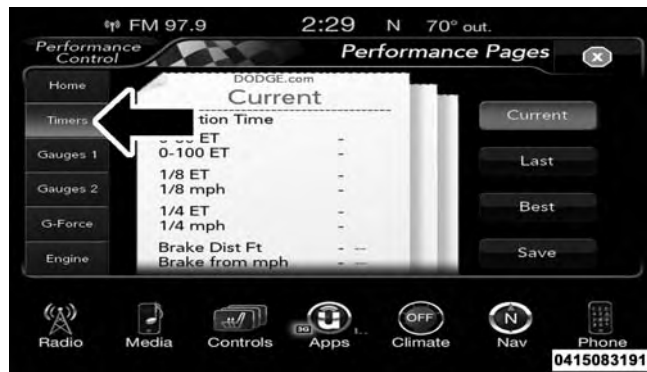 FM 97.9 2:29 N 70° out.
Performance Control
Performance Pages
Home
Timers
Gauges 1
Gauges 2
G-Force
Engine
DODGE.com
Current
tion Time
ET
0-100 ET -
1/8 ET -
1/8 mph -
1/4 ET -
1/4 mph -
Brake Dist Ft - --
Brake from mph - --
Current
Last
Best
Save
OFF
N
3G
Radio
Media
Controls
Apps
Climate
Nav
Phone
0415083191